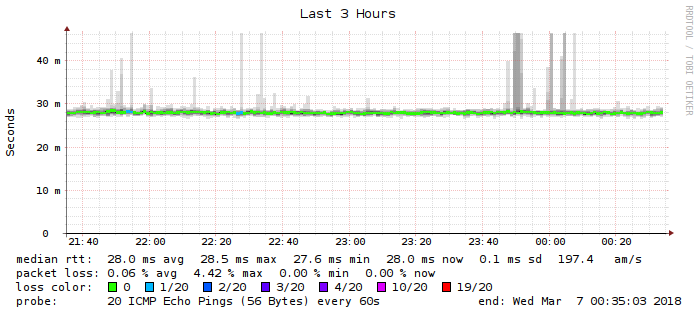 Last 3 Hours
RRDTOOL / TOBI OETIKER
Seconds
40 m
30 m
20 m
10 m
0
21:40 22:00 22:20 22:40 23:00 23:20 23:40 00:00 00:20
median rtt: 28.0 ms avg 28.5 ms max 27.6 ms min 28.0 ms now 0.1 ms sd 197.4 am/s
packet loss: 0.06 % avg 4.42 % max 0.00 % min 0.00 % now
loss color: 0 1/20 2/20 3/20 4/20 10/20 19/20
probe: 20 ICMP Echo Pings (56 Bytes) every 60s end: Wed Mar 7 00:35:03 2018